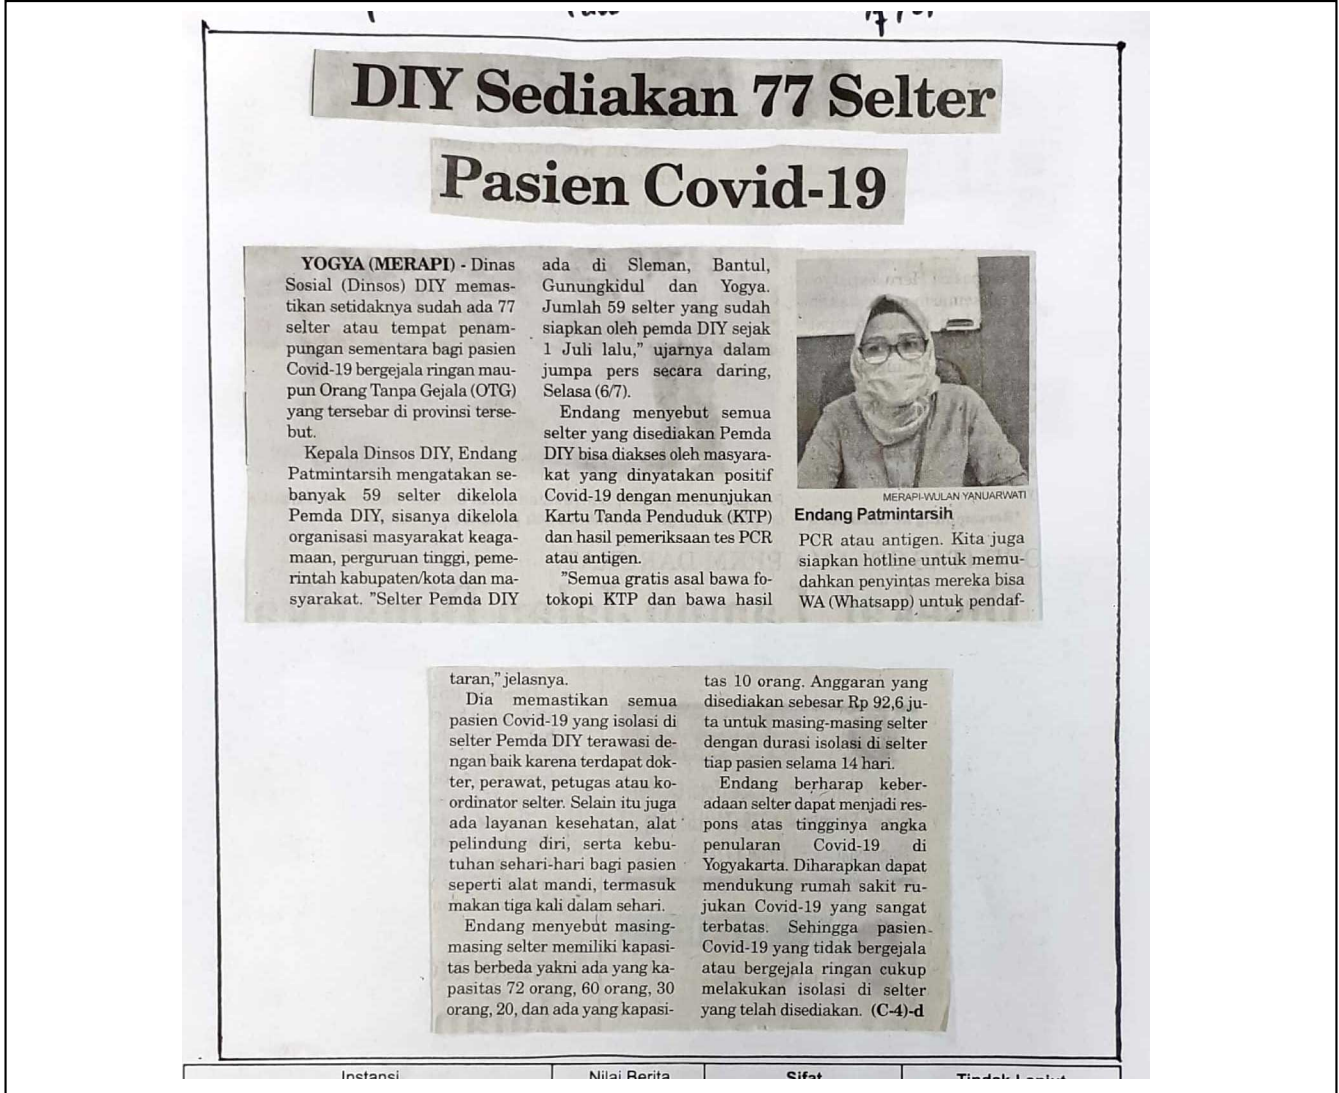 DIY Sediakan 77 Selter
Pasien Covid-19
YOGYA (MERAPI) - Dinas
Sosial (Dinsos) DIY memas-
tikan setidaknya sudah ada 77
selter atau tempat penam-
pungan sementara bagi pasien
Covid-19 bergejala ringan mau-
pun Orang Tanpa Gejala (OTG)
yang tersebar di provinsi terse-
but.
Kepala Dinsos DIY, Endang
Patmintarsih mengatakan se-
banyak 59 selter dikelola
Pemda DIY, sisanya dikelola
organisasi masyarakat keaga-
maan, perguruan tinggi, peme-
rintah kabupaten/kota dan ma-
syarakat. "Selter Pemda DIY
ada di Sleman, Bantul,
Gunungkidul dan Yogya.
Jumlah 59 selter yang sudah
siapkan oleh pemda DIY sejak
1 Juli lalu," ujarnya dalam
jumpa pers secara daring,
Selasa (6/7).
Endang menyebut semua
selter yang disediakan Pemda
DIY bisa diakses oleh masyara-
kat yang dinyatakan positif
Covid-19 dengan menunjukan
Kartu Tanda Penduduk (KTP)
dan hasil pemeriksaan tes PCR
atau antigen.
"Semua gratis asal bawa fo-
tokopi KTP dan bawa hasil
MERAPI-WULAN YANUARWATI
Endang Patmintarsih
PCR atau antigen. Kita juga
siapkan hotline untuk memu-
dahkan penyintas mereka bisa
WA (Whatsapp) untuk pendaf-
taran," jelasnya.
Dia memastikan semua
pasien Covid-19 yang isolasi di
selter Pemda DIY terawasi de-
ngan baik karena terdapat dok-
ter, perawat, petugas atau ko-
ordinator selter. Selain itu juga
ada layanan kesehatan, alat
pelindung diri, serta kebu-
tuhan sehari-hari bagi pasien
seperti alat mandi, termasuk
makan tiga kali dalam sehari.
Endang menyebut masing-
masing selter memiliki kapasi-
tas berbeda yakni ada yang ka-
pasitas 72 orang, 60 orang, 30
orang, 20, dan ada yang kapasi-
tas 10 orang. Anggaran yang
disediakan sebesar Rp 92,6 ju-
ta untuk masing-masing selter
dengan durasi isolasi di selter
tiap pasien selama 14 hari.
Endang berharap keber-
adaan selter dapat menjadi res-
pons atas tingginya angka
penularan Covid-19 di
Yogyakarta. Diharapkan dapat
mendukung rumah sakit ru-
jukan Covid-19 yang sangat
terbatas. Sehingga pasien
Covid-19 yang tidak bergejala
atau bergejala ringan cukup
melakukan isolasi di selter
yang telah disediakan. (C-4)-d
Instansi
Nilai Berita
Sifat
Tindak Lanjut